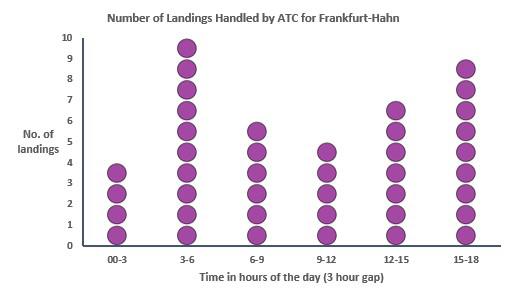 Number of Landings Handled by ATC for Frankfurt-Hahn
10
9
8
7
6
5
4
3
2
1
0
No. of
landings
00-3 3-6 6-9 9-12 12-15 15-18
Time in hours of the day (3 hour gap)